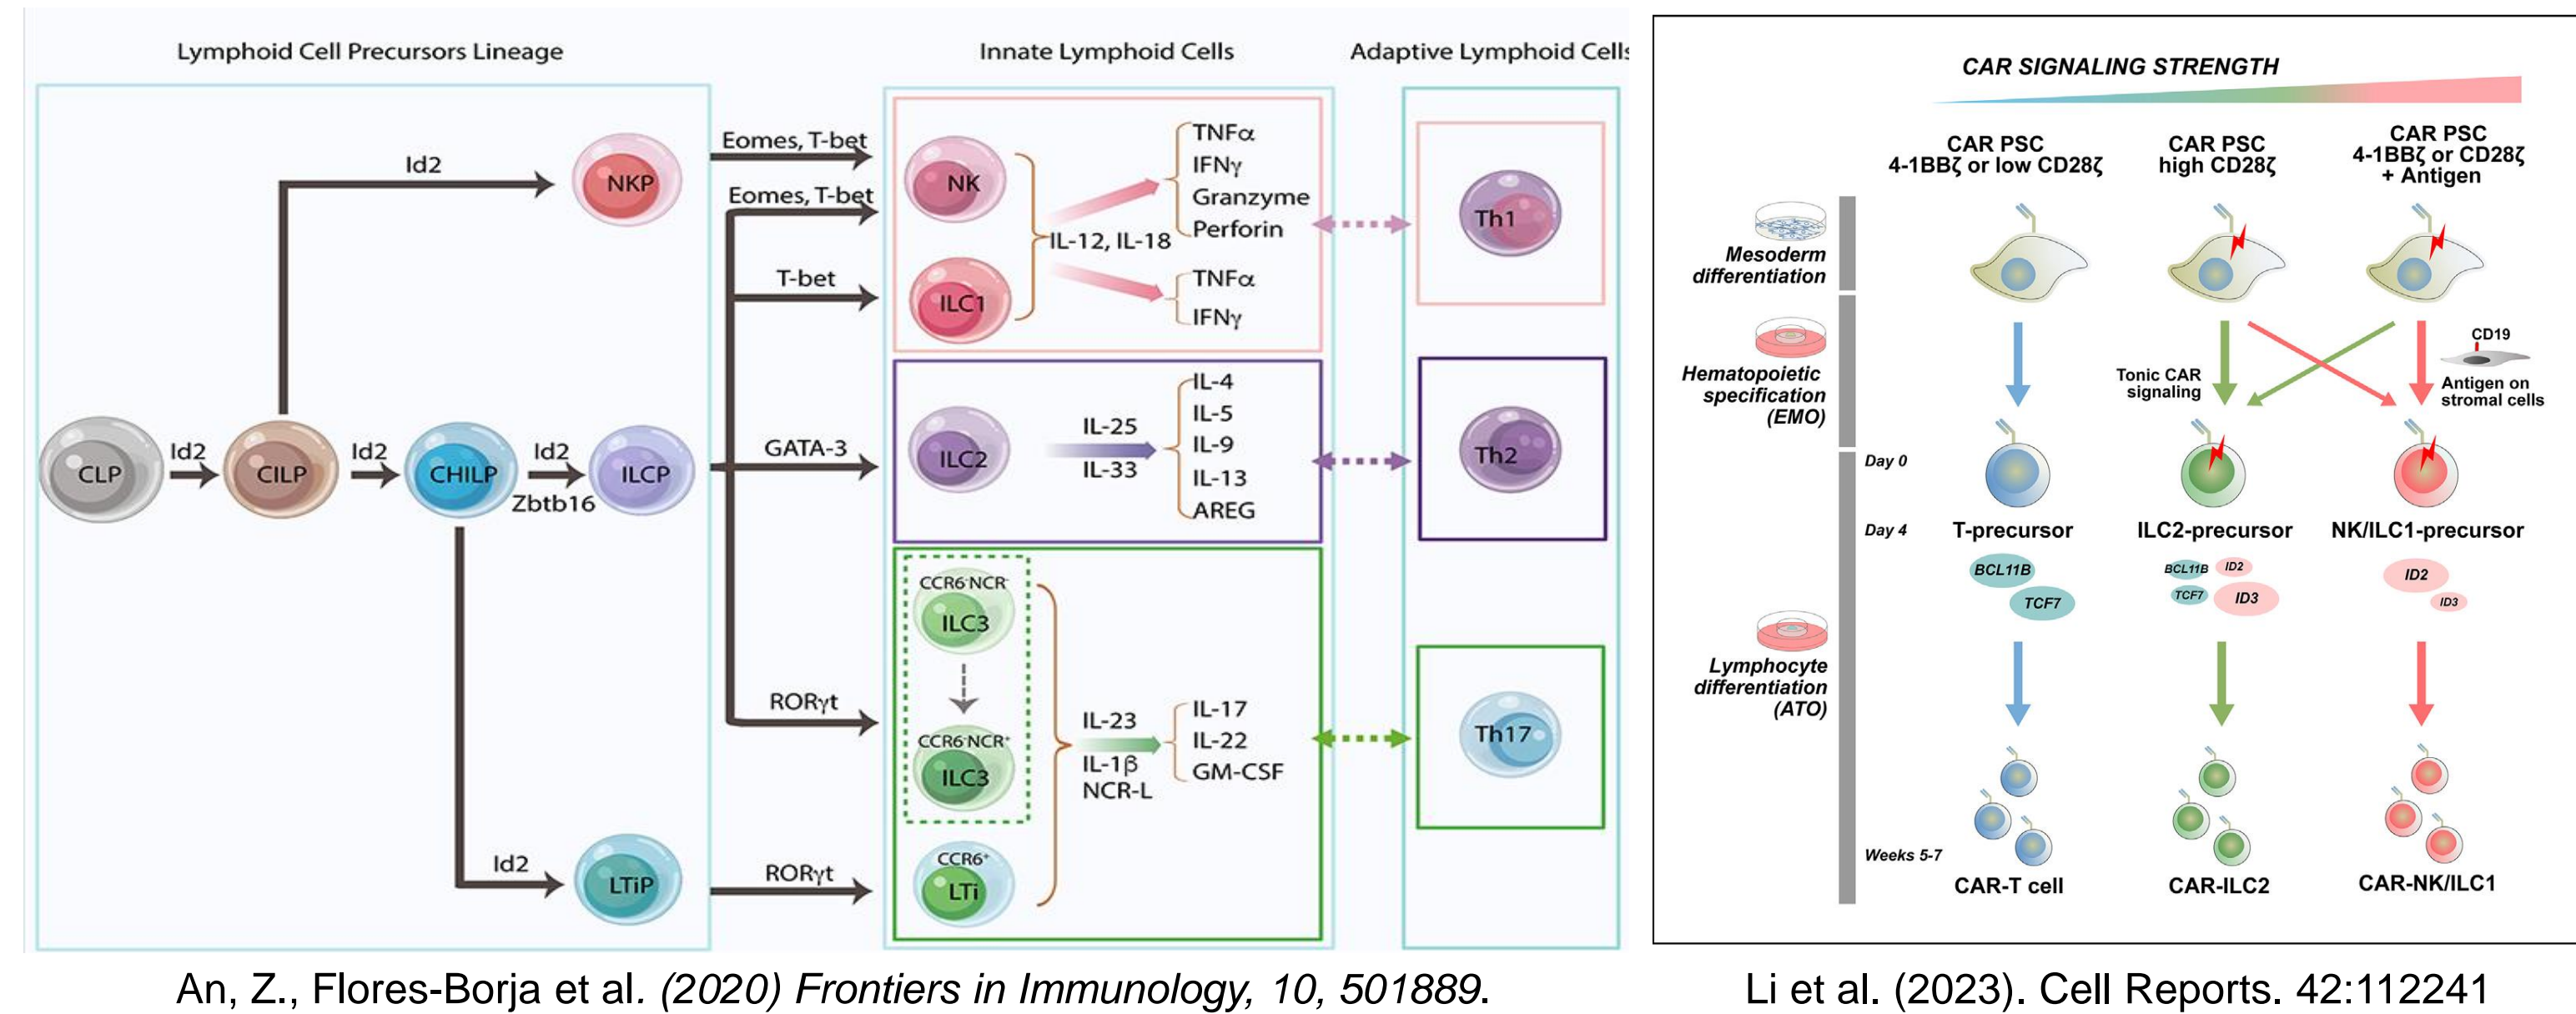 Lymphoid Cell Precursors Lineage
Innate Lymphoid Cells
Adaptive Lymphoid Cells
Id2
NKP
CLP
Id2
CILP
Id2
CHILP
Id2
Zbtb16
ILCP
Id2
LTiP
Eomes, T-bet
Eomes, T-bet
T-bet
GATA-3
RORγt
RORγt
NK
ILC1
IL-12, IL-18
TNFα
IFNγ
Granzyme
Perforin
TNFα
IFNγ
ILC2
IL-25
IL-33
IL-4
IL-5
IL-9
IL-13
AREG
CCR6⁻NCR⁻
ILC3
CCR6⁻NCR⁺
ILC3
CCR6⁺
LTi
IL-23
IL-1β
NCR-L
IL-17
IL-22
GM-CSF
Th1
Th2
Th17
An, Z., Flores-Borja et al. (2020) Frontiers in Immunology, 10, 501889.
CAR SIGNALING STRENGTH
CAR PSC
4-1BBζ or low CD28ζ
CAR PSC
high CD28ζ
CAR PSC
4-1BBζ or CD28ζ
+ Antigen
Mesoderm
differentiation
Hematopoietic
specification
(EMO)
Tonic CAR
signaling
CD19
Antigen on
stromal cells
Day 0
Day 4
T-precursor
ILC2-precursor
NK/ILC1-precursor
BCL11B
TCF7
BCL11B
ID2
TCF7
ID3
ID2
ID3
Lymphocyte
differentiation
(ATO)
Weeks 5-7
CAR-T cell
CAR-ILC2
CAR-NK/ILC1
Li et al. (2023). Cell Reports. 42:112241